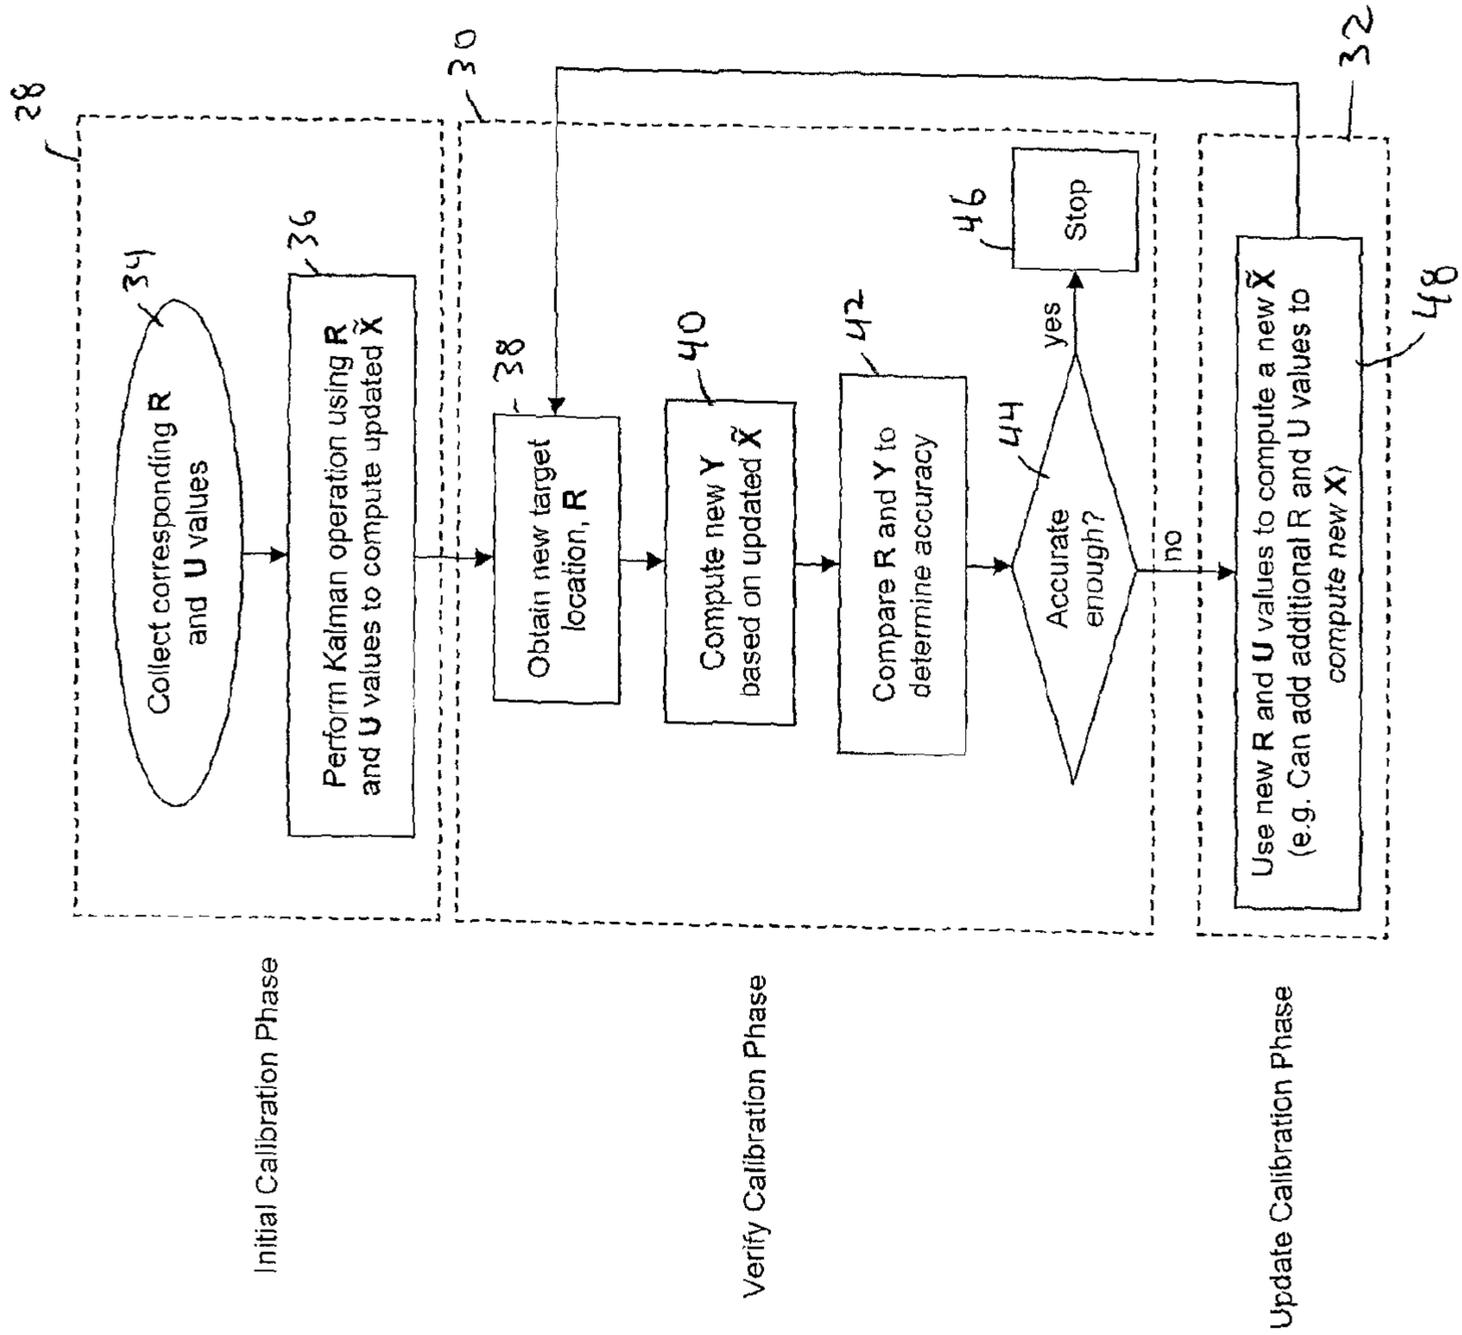 28
Initial Calibration Phase
34
Collect corresponding R
and U values
36
Perform Kalman operation using R
and U values to compute updated X̃
30
Verify Calibration Phase
38
Obtain new target
location, R
40
Compute new Y
based on updated X̃
42
Compare R and Y to
determine accuracy
44
Accurate
enough?
yes
46
Stop
no
32
Update Calibration Phase
Use new R and U values to compute a new X̃
(e.g. Can add additional R and U values to
compute new X)
48